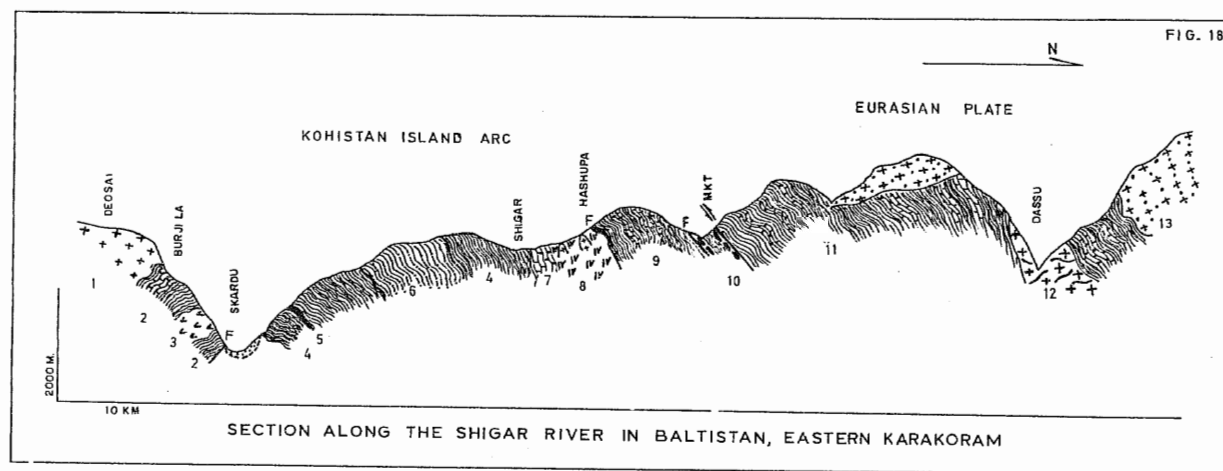 FIG. 18
N
EURASIAN PLATE
KOHISTAN ISLAND ARC
DEOSAI
BURJI LA
SKARDU
SHIGAR
HASHUPA
MKT
DASSU
F
F
F
1
2
3
2
4
5
6
4
7
8
9
10
11
12
13
2000 M.
10 KM
SECTION ALONG THE SHIGAR RIVER IN BALTISTAN, EASTERN KARAKORAM